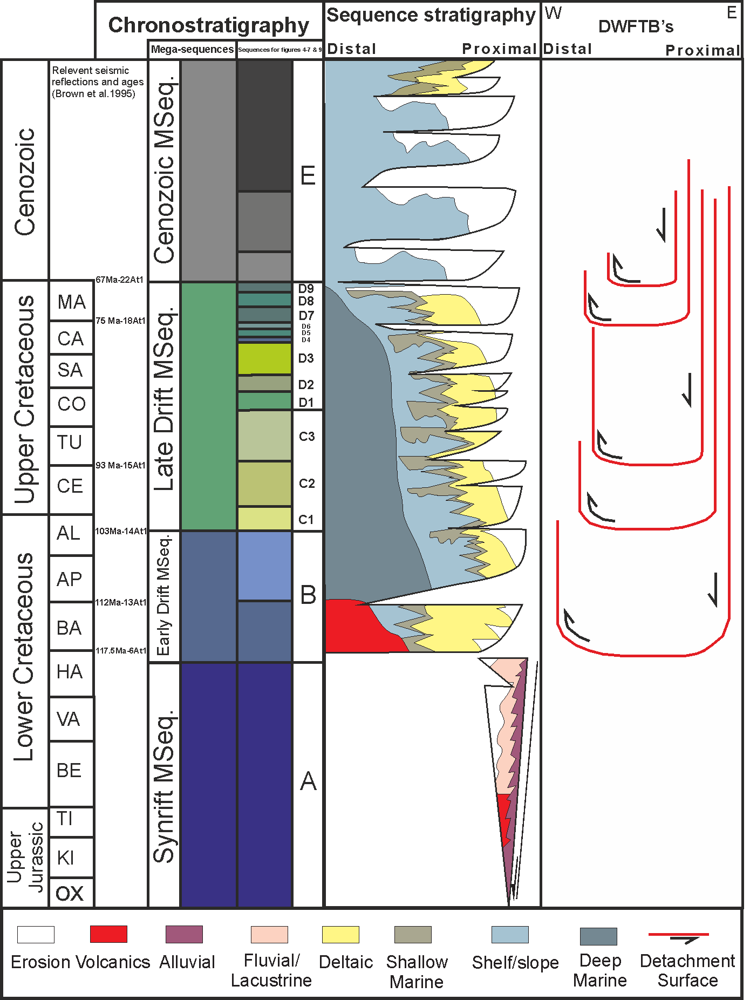 Chronostratigraphy
Mega-sequences
Sequences for figures 4-7 & 9
Sequence stratigraphy
Distal
Proximal
W
E
DWFTB's
Distal
Proximal
Relevent seismic
reflections and ages
(Brown et al.1995)
Cenozoic
Upper Cretaceous
Lower Cretaceous
Upper
Jurassic
MA
CA
SA
CO
TU
CE
AL
AP
BA
HA
VA
BE
TI
KI
OX
67Ma-22At1
75 Ma-18At1
93 Ma-15At1
103Ma-14At1
112Ma-13At1
117.5Ma-6At1
Cenozoic MSeq.
Late Drift MSeq.
Early Drift MSeq.
Synrift MSeq.
E
D9
D8
D7
D6
D5
D4
D3
D2
D1
C3
C2
C1
B
A
Erosion
Volcanics
Alluvial
Fluvial/
Lacustrine
Deltaic
Shallow
Marine
Shelf/slope
Deep
Marine
Detachment
Surface